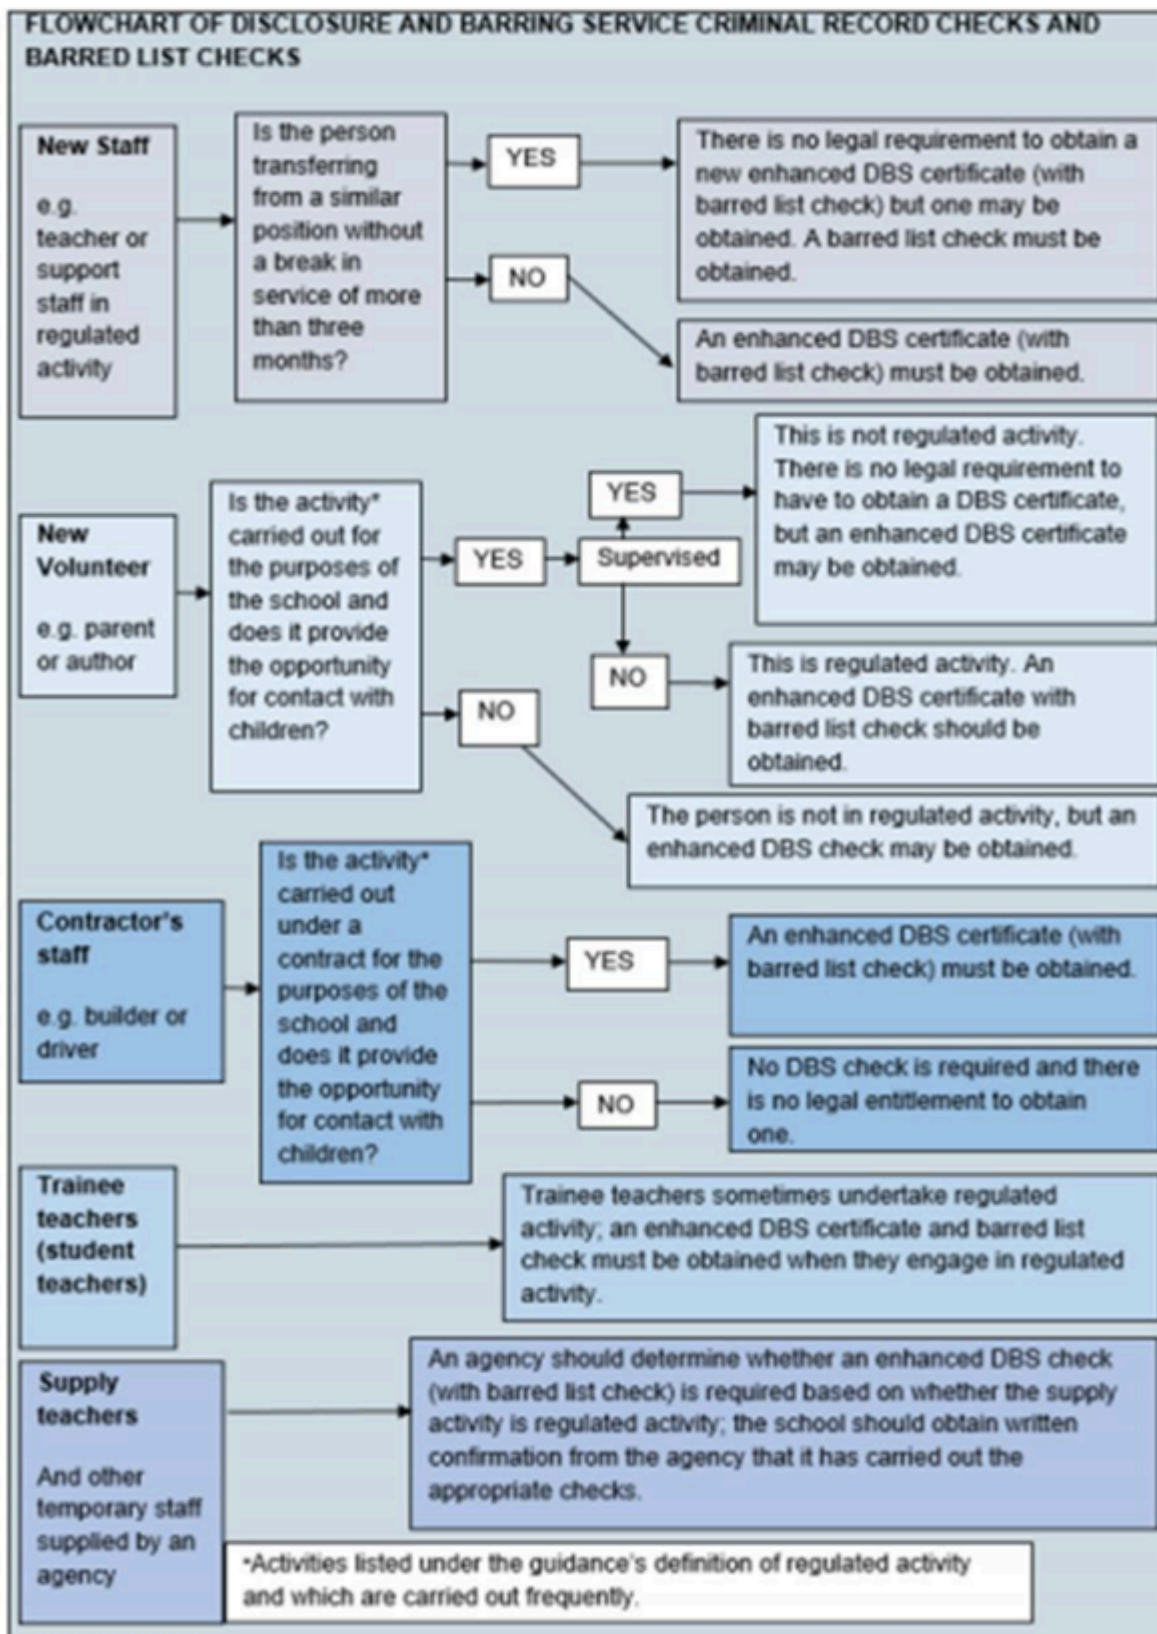 FLOWCHART OF DISCLOSURE AND BARRING SERVICE CRIMINAL RECORD CHECKS AND
BARRED LIST CHECKS
New Staff
e.g.
teacher or
support
staff in
regulated
activity
Is the person
transferring
from a similar
position without
a break in
service of more
than three
months?
YES
There is no legal requirement to obtain a
new enhanced DBS certificate (with
barred list check) but one may be
obtained. A barred list check must be
obtained.
NO
An enhanced DBS certificate (with
barred list check) must be obtained.
New
Volunteer
e.g. parent
or author
Is the activity*
carried out for
the purposes of
the school and
does it provide
the opportunity
for contact with
children?
YES
Supervised
YES
This is not regulated activity.
There is no legal requirement to
have to obtain a DBS certificate,
but an enhanced DBS certificate
may be obtained.
NO
This is regulated activity. An
enhanced DBS certificate with
barred list check should be
obtained.
NO
The person is not in regulated activity, but an
enhanced DBS check may be obtained.
Contractor's
staff
e.g. builder or
driver
Is the activity*
carried out
under a
contract for the
purposes of the
school and
does it provide
the opportunity
for contact with
children?
YES
An enhanced DBS certificate (with
barred list check) must be obtained.
NO
No DBS check is required and there
is no legal entitlement to obtain
one.
Trainee
teachers
(student
teachers)
Trainee teachers sometimes undertake regulated
activity; an enhanced DBS certificate and barred list
check must be obtained when they engage in regulated
activity.
Supply
teachers
And other
temporary staff
supplied by an
agency
An agency should determine whether an enhanced DBS check
(with barred list check) is required based on whether the supply
activity is regulated activity; the school should obtain written
confirmation from the agency that it has carried out the
appropriate checks.
*Activities listed under the guidance's definition of regulated activity
and which are carried out frequently.